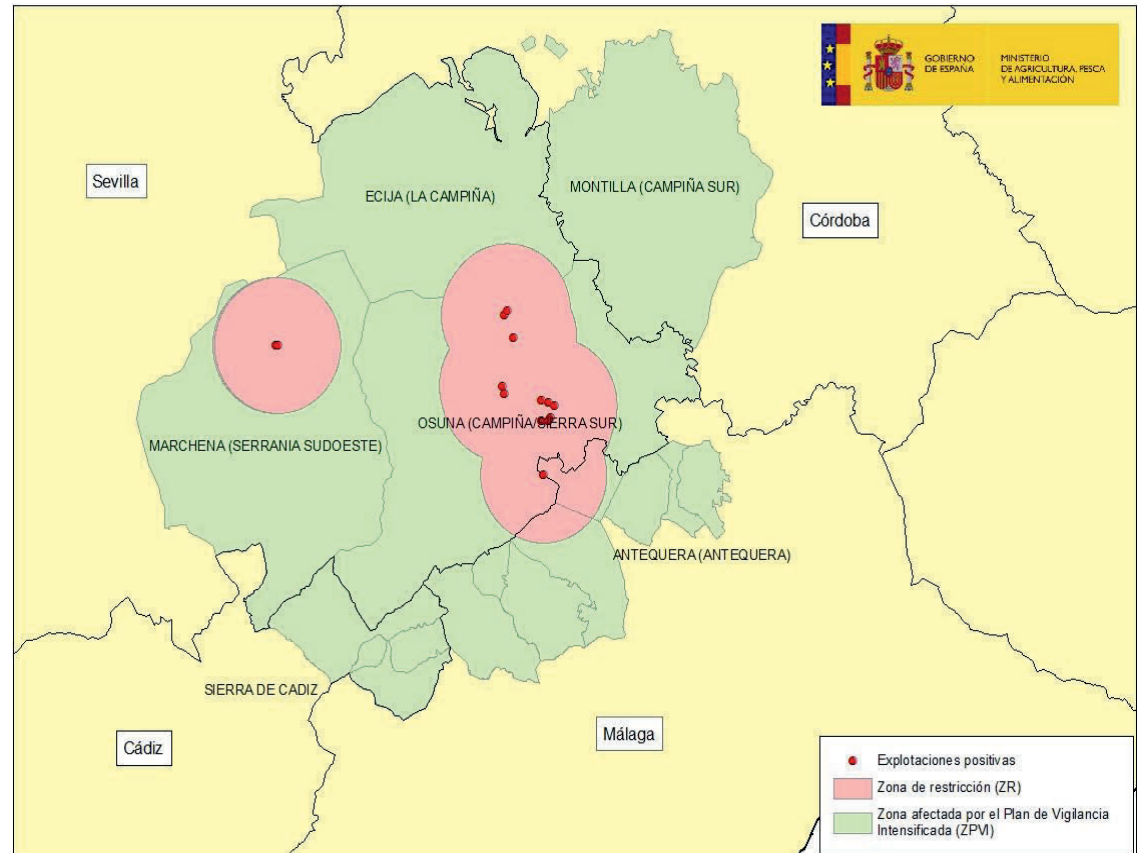 GOBIERNO
DE ESPAÑA
MINISTERIO
DE AGRICULTURA, PESCA
Y ALIMENTACIÓN
Sevilla
ECIJA (LA CAMPIÑA)
MONTILLA (CAMPIÑA SUR)
Córdoba
OSUNA (CAMPIÑA/SIERRA SUR)
MARCHENA (SERRANIA SUDOESTE)
ANTEQUERA (ANTEQUERA)
SIERRA DE CADIZ
Málaga
Cádiz
Explotaciones positivas
Zona de restricción (ZR)
Zona afectada por el Plan de Vigilancia
Intensificada (ZPVI)